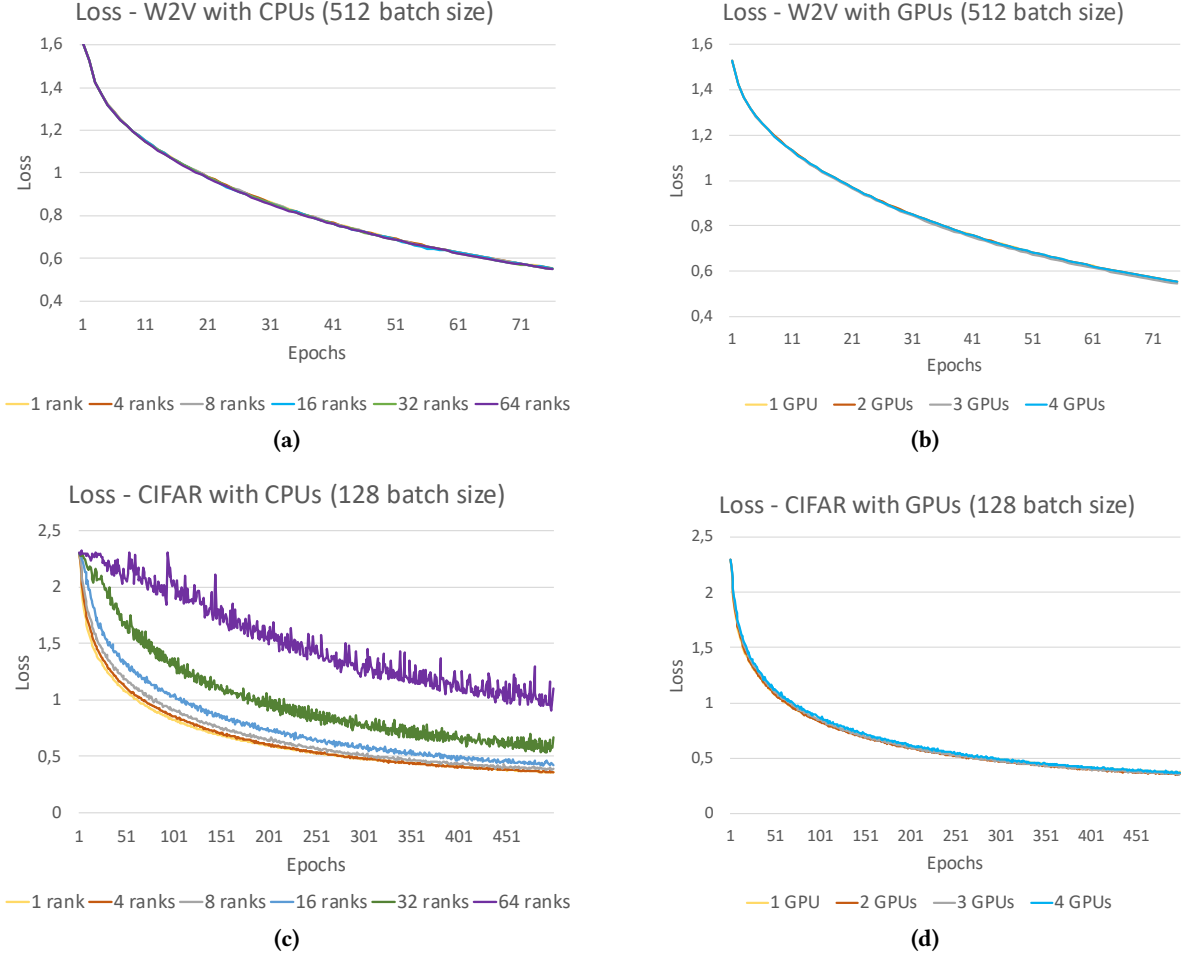 Loss - W2V with CPUs (512 batch size)
1,6
1,4
1,2
1
0,8
0,6
0,4
Loss
1 11 21 31 41 51 61 71
Epochs
1 rank 4 ranks 8 ranks 16 ranks 32 ranks 64 ranks
(a)
Loss - W2V with GPUs (512 batch size)
1,6
1,4
1,2
1
0,8
0,6
0,4
Loss
1 11 21 31 41 51 61 71
Epochs
1 GPU 2 GPUs 3 GPUs 4 GPUs
(b)
Loss - CIFAR with CPUs (128 batch size)
2,5
2
1,5
1
0,5
0
Loss
1 51 101 151 201 251 301 351 401 451
Epochs
1 rank 4 ranks 8 ranks 16 ranks 32 ranks 64 ranks
(c)
Loss - CIFAR with GPUs (128 batch size)
2,5
2
1,5
1
0,5
0
Loss
1 51 101 151 201 251 301 351 401 451
Epochs
1 GPU 2 GPUs 3 GPUs 4 GPUs
(d)